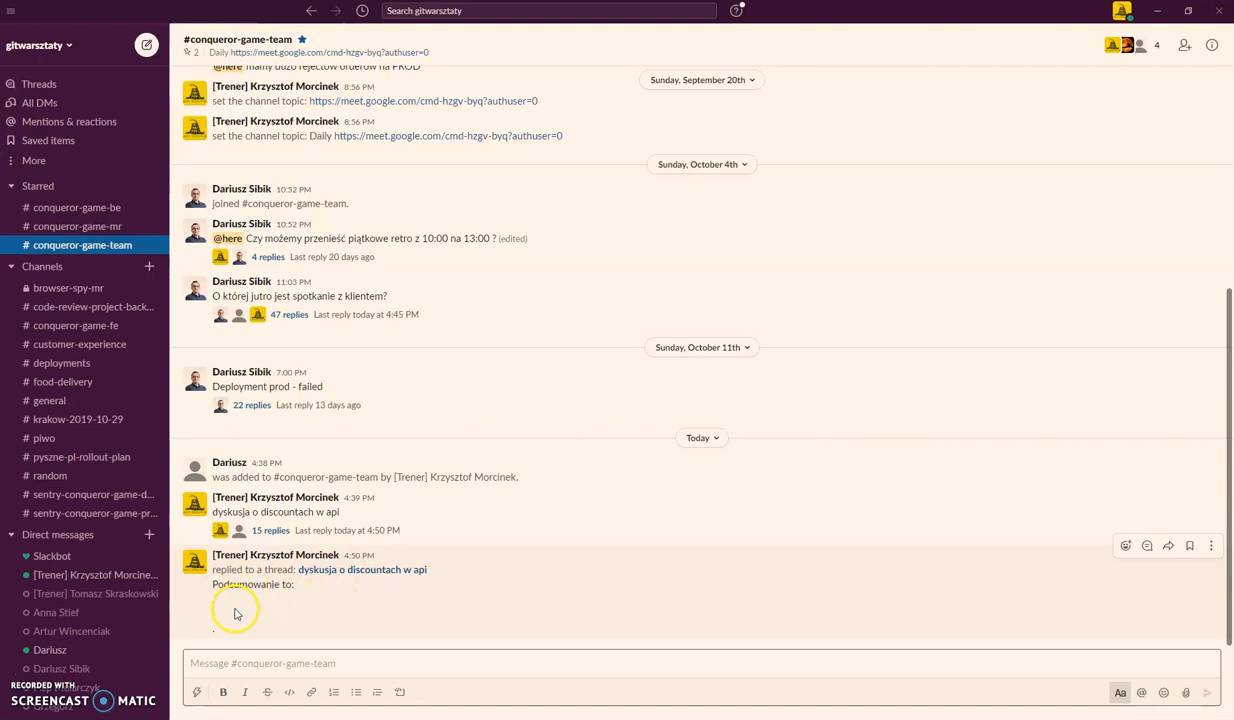 Search gitwarsztaty
gitwarsztaty
#conqueror-game-team
2 Daily https://meet.google.com/cmd-hzgv-byq?authuser=0
4
Threads
All DMs
Mentions & reactions
Saved items
More
Starred
# conqueror-game-be
# conqueror-game-mr
# conqueror-game-team
Channels
browser-spy-mr
# code-review-project-back...
# conqueror-game-fe
# customer-experience
# deployments
# food-delivery
# general
# krakow-2019-10-29
# piwo
# pyszne-pl-rollout-plan
# random
# sentry-conqueror-game-d...
# sentry-conqueror-game-pr...
Direct messages
Slackbot
[Trener] Krzysztof Morcine...
[Trener] Tomasz Skraskowski
Anna Stief
Artur Wincenciak
Dariusz
Dariusz Sibik
Grzegorz
RECORDED WITH
SCREENCAST MATIC
@here mamy dużo rejectów orderów na PROD
Sunday, September 20th
[Trener] Krzysztof Morcinek 8:56 PM
set the channel topic: https://meet.google.com/cmd-hzgv-byq?authuser=0
[Trener] Krzysztof Morcinek 8:56 PM
set the channel topic: Daily https://meet.google.com/cmd-hzgv-byq?authuser=0
Sunday, October 4th
Dariusz Sibik 10:52 PM
joined #conqueror-game-team.
Dariusz Sibik 10:52 PM
@here Czy możemy przenieść piątkowe retro z 10:00 na 13:00 ? (edited)
4 replies Last reply 20 days ago
Dariusz Sibik 11:03 PM
O której jutro jest spotkanie z klientem?
47 replies Last reply today at 4:45 PM
Sunday, October 11th
Dariusz Sibik 7:00 PM
Deployment prod - failed
22 replies Last reply 13 days ago
Today
Dariusz 4:38 PM
was added to #conqueror-game-team by [Trener] Krzysztof Morcinek.
[Trener] Krzysztof Morcinek 4:39 PM
dyskusja o discountach w api
15 replies Last reply today at 4:50 PM
[Trener] Krzysztof Morcinek 4:50 PM
replied to a thread: dyskusja o discountach w api
Podsumowanie to:
.
Message #conqueror-game-team
Aa